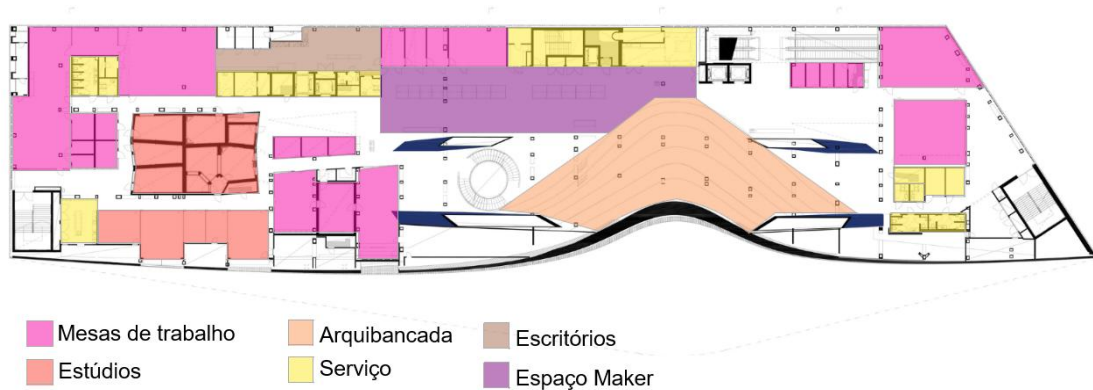 Mesas de trabalho
Arquibancada
Escritórios
Estúdios
Serviço
Espaço Maker